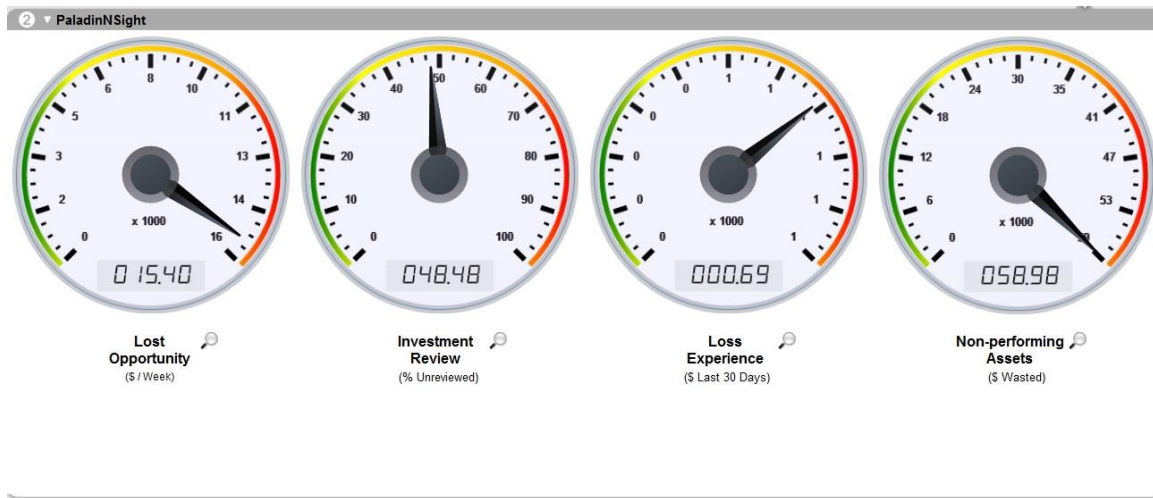 2 PaladinNSight
0
2
3
5
6
8
10
11
13
14
16
x 1000
015.40
Lost
Opportunity
($ / Week)
0
10
20
30
40
50
60
70
80
90
100
048.48
Investment
Review
(% Unreviewed)
0
0
0
0
0
1
1
1
1
1
x 1000
000.69
Loss
Experience
($ Last 30 Days)
0
6
12
18
24
30
35
41
47
53
x 1000
058.98
Non-performing
Assets
($ Wasted)